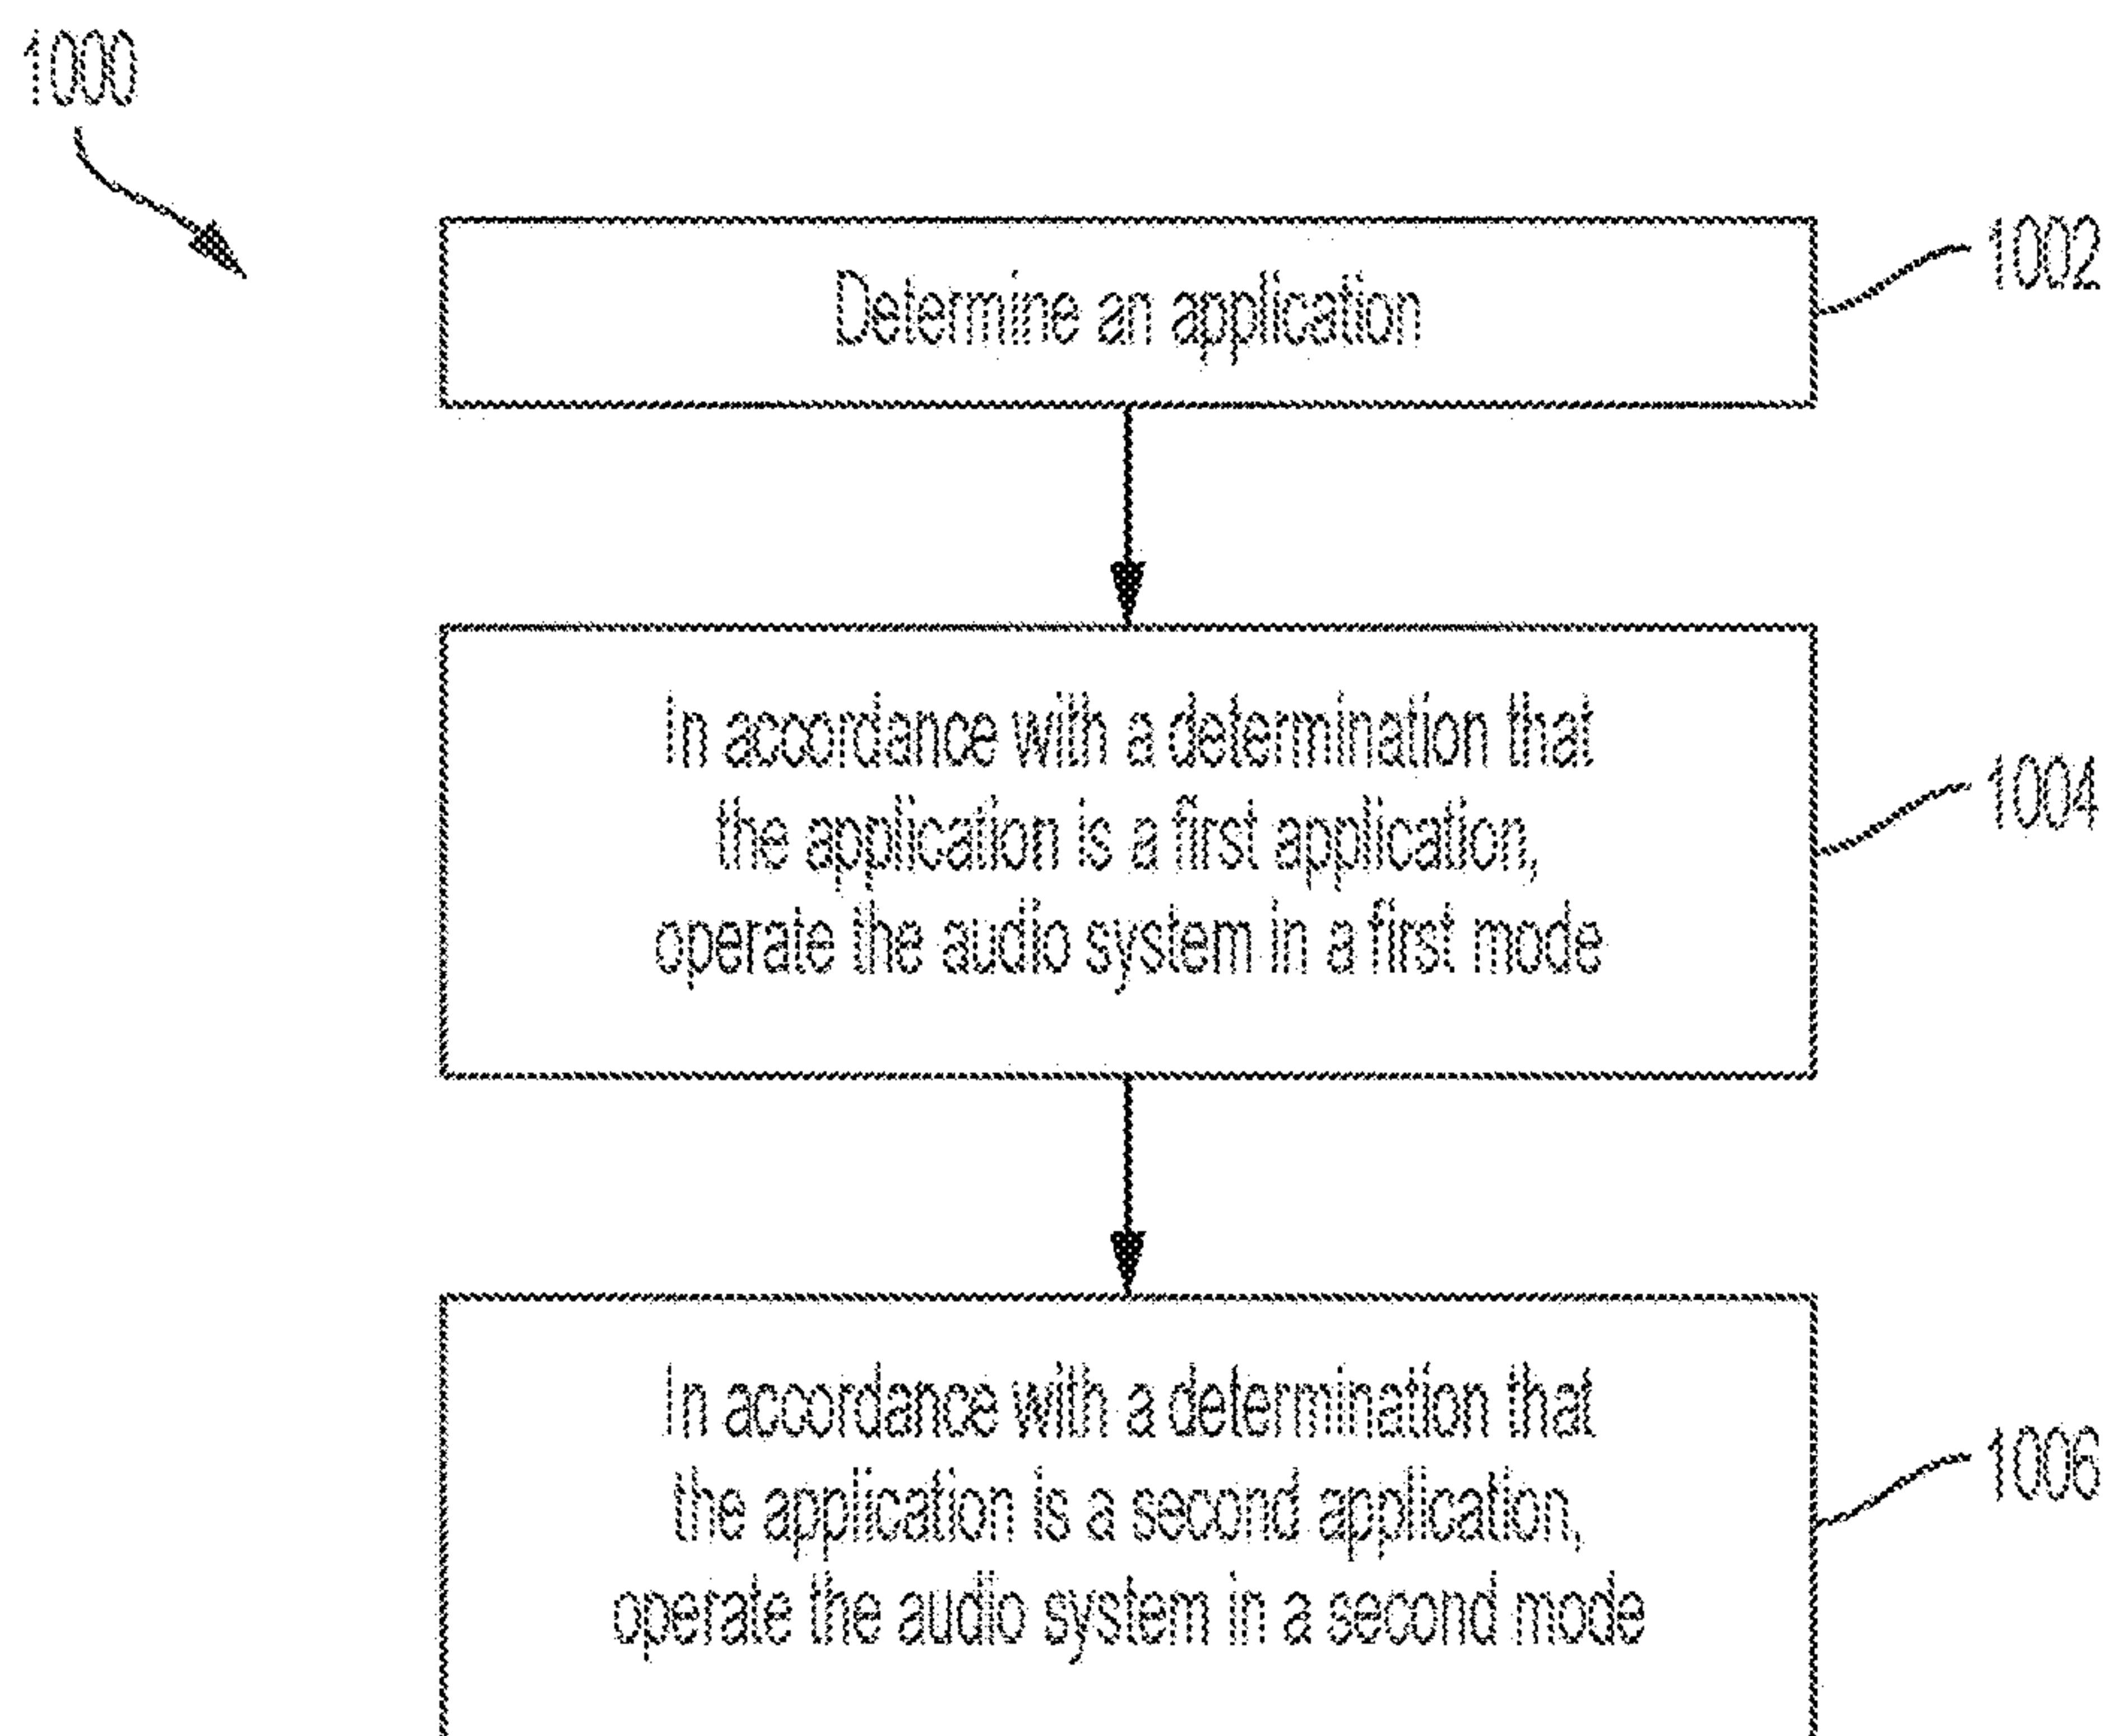 1000
Determine an application
1002
In accordance with a determination that
the application is a first application,
operate the audio system in a first mode
1004
In accordance with a determination that
the application is a second application,
operate the audio system in a second mode
1006